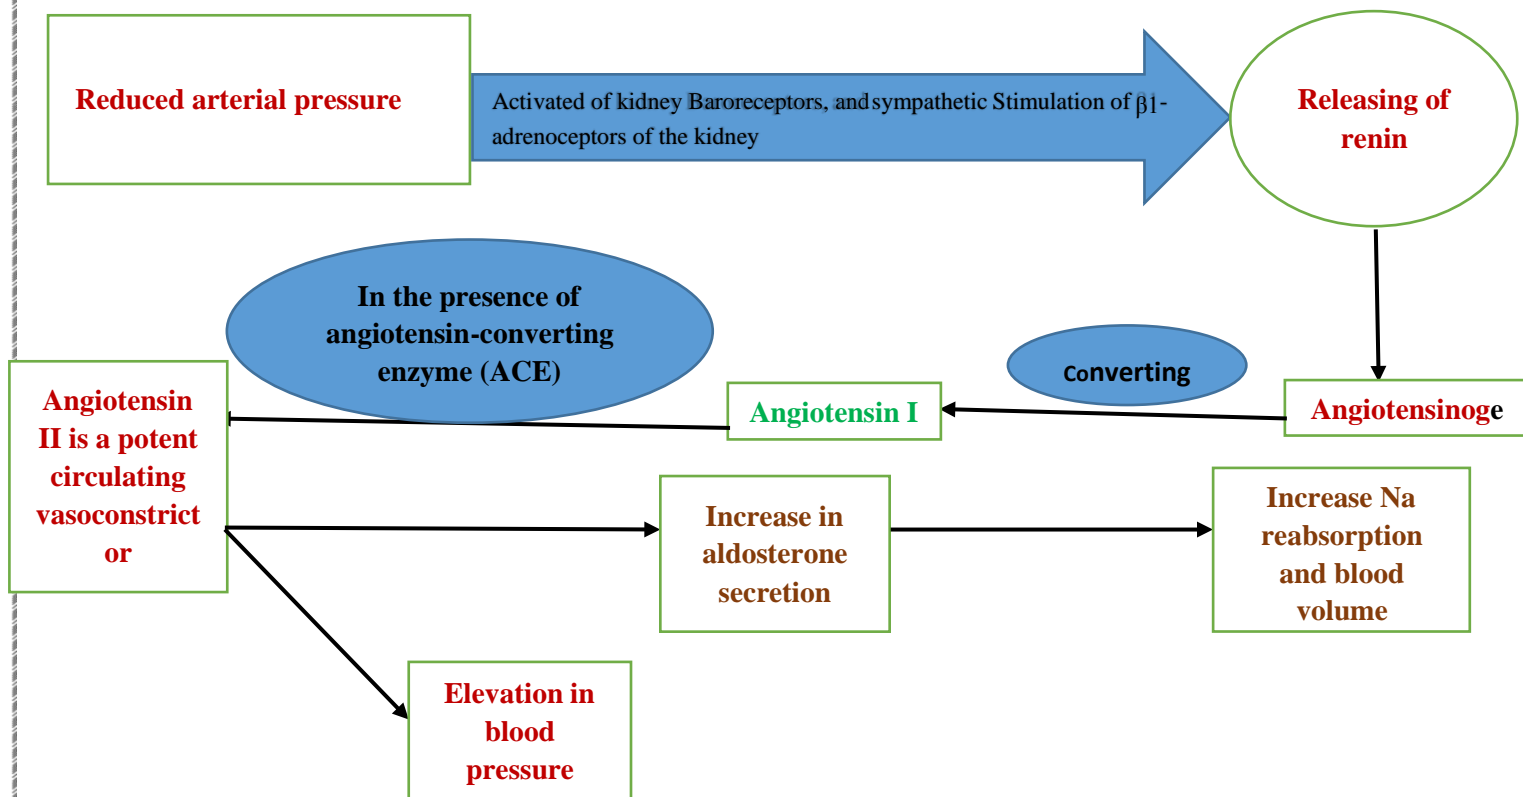 Reduced arterial pressure
Activated of kidney Baroreceptors, and sympathetic Stimulation of β1-
adrenoceptors of the kidney
Releasing of
renin
In the presence of
angiotensin-converting
enzyme (ACE)
Converting
Angiotensinoge
Angiotensin I
Angiotensin
II is a potent
circulating
vasoconstrict
or
Increase in
aldosterone
secretion
Increase Na
reabsorption
and blood
volume
Elevation in
blood
pressure